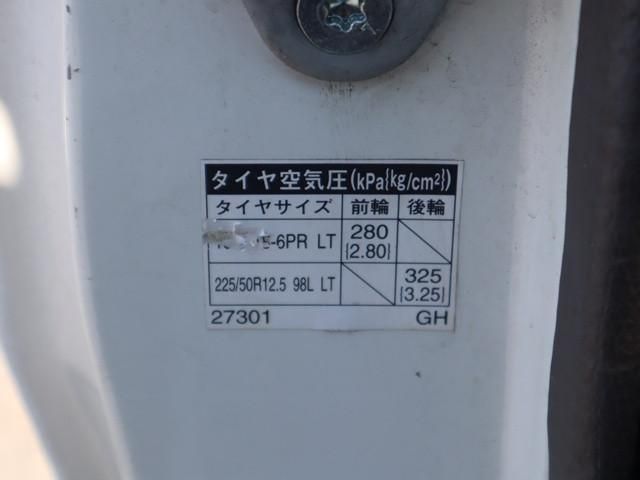 タイヤ空気圧(kPa{kg/cm²})
タイヤサイズ 前輪 後輪
-6PR LT 280 {2.80}
225/50R12.5 98L LT 325 {3.25}
27301 GH